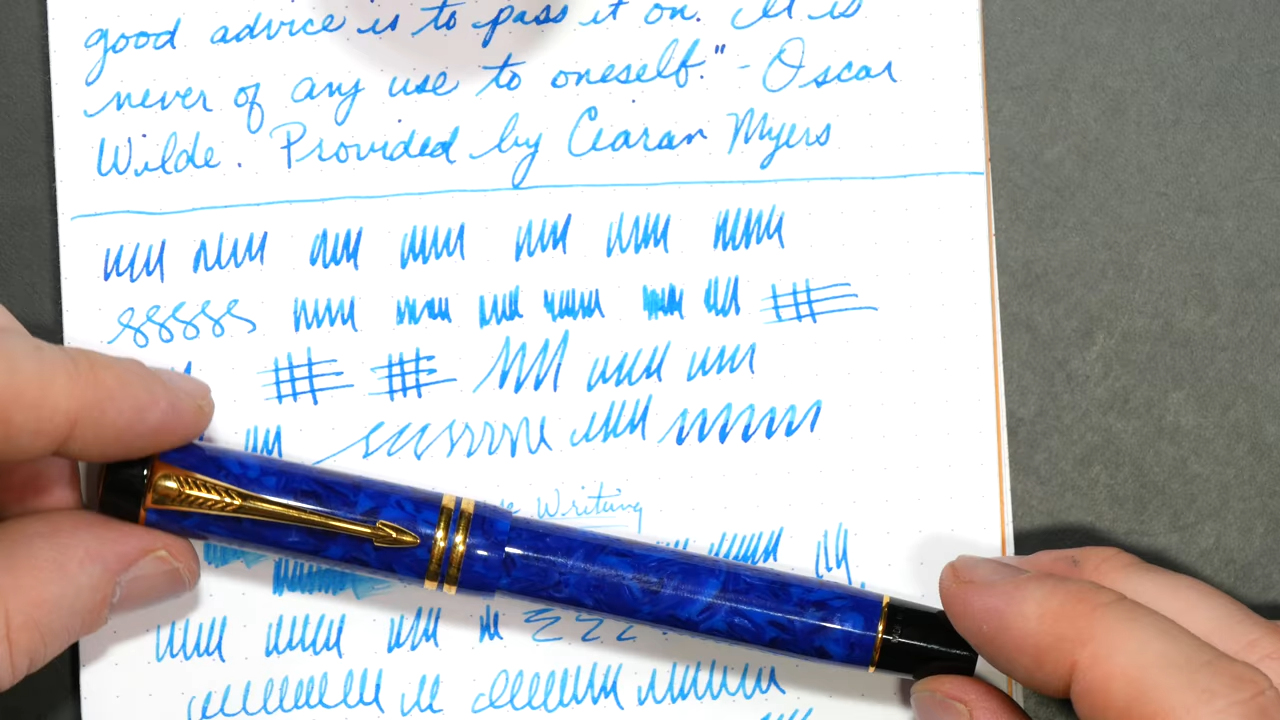 good advice is to pass it on. It is
never of any use to oneself." - Oscar
Wilde. Provided by Ciaran Myers
Writing